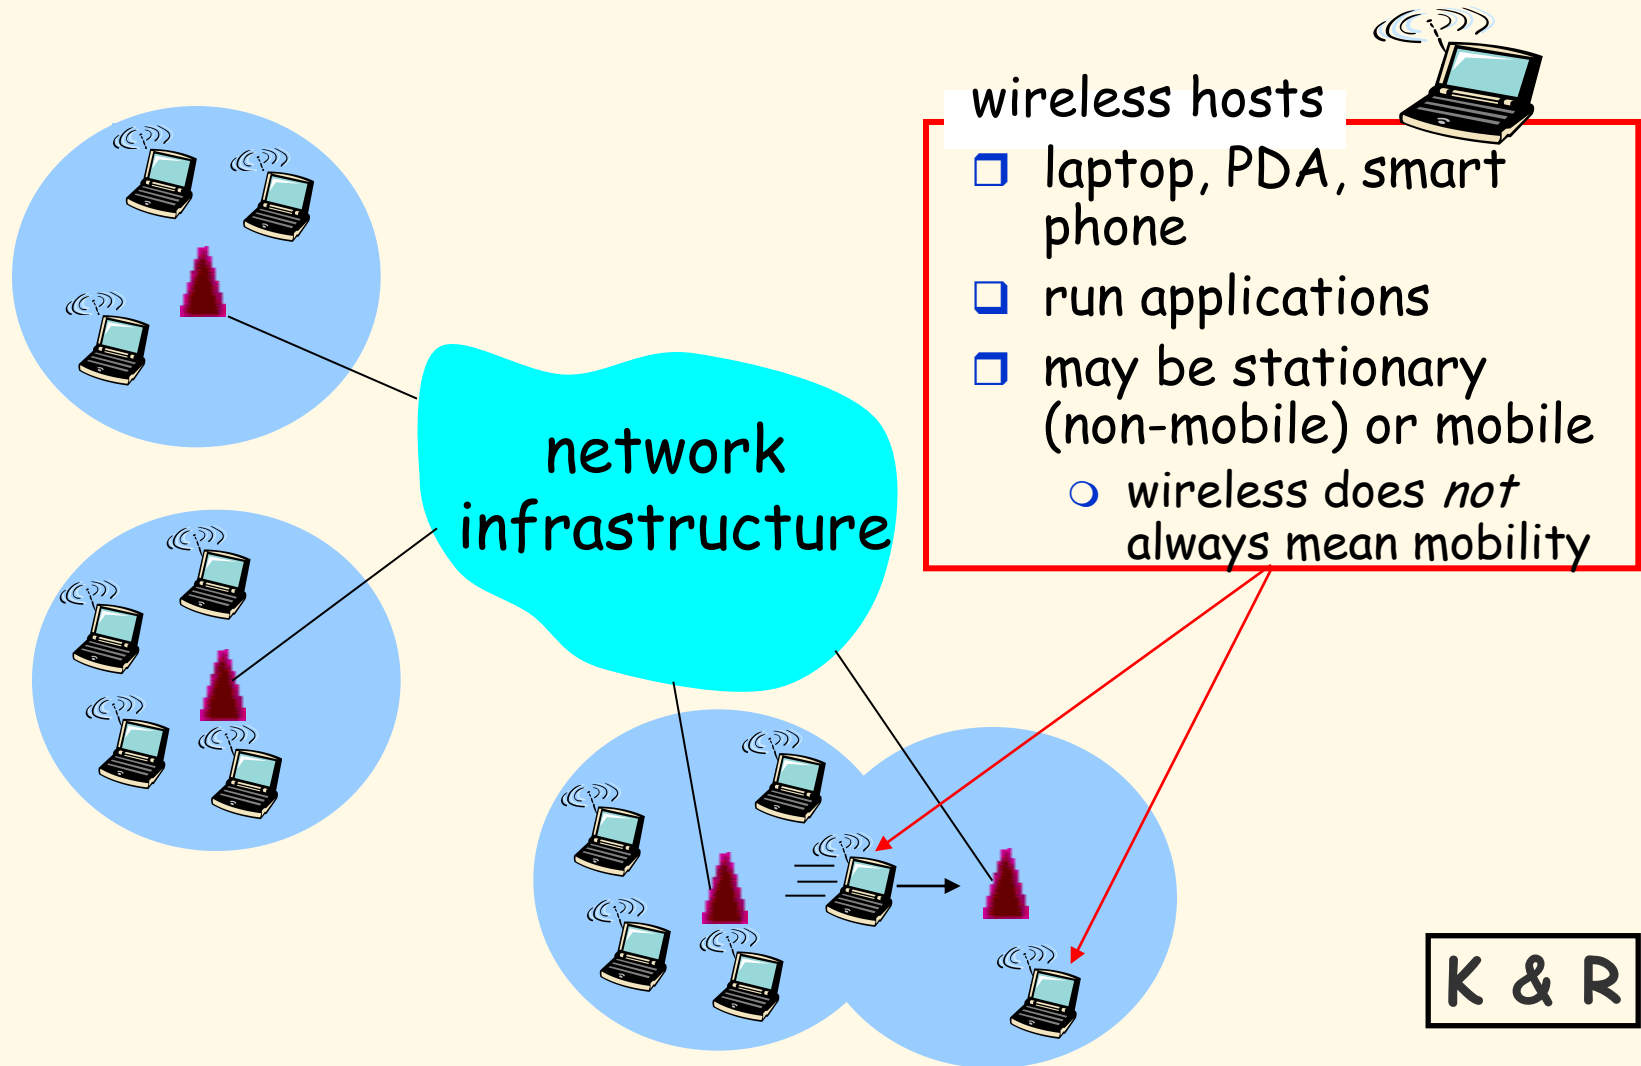 wireless hosts
laptop, PDA, smart
phone
run applications
may be stationary
(non-mobile) or mobile
wireless does not
always mean mobility
network
infrastructure
K & R